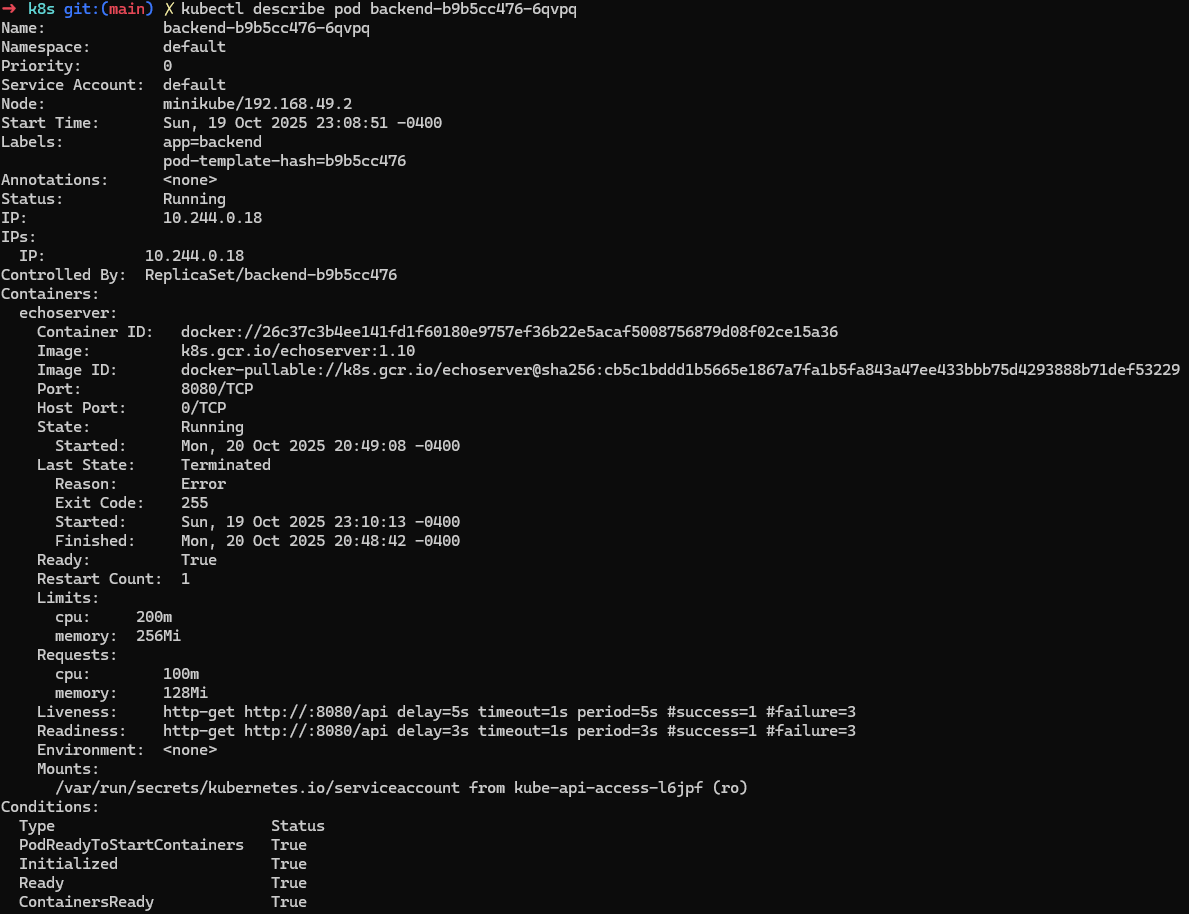 → k8s git:(main) ✗ kubectl describe pod backend-b9b5cc476-6qvpq
Name:             backend-b9b5cc476-6qvpq
Namespace:        default
Priority:         0
Service Account:  default
Node:             minikube/192.168.49.2
Start Time:       Sun, 19 Oct 2025 23:08:51 -0400
Labels:           app=backend
                  pod-template-hash=b9b5cc476
Annotations:      <none>
Status:           Running
IP:               10.244.0.18
IPs:
  IP:           10.244.0.18
Controlled By:  ReplicaSet/backend-b9b5cc476
Containers:
  echoserver:
    Container ID:   docker://26c37c3b4ee141fd1f60180e9757ef36b22e5acaf5008756879d08f02ce15a36
    Image:          k8s.gcr.io/echoserver:1.10
    Image ID:       docker-pullable://k8s.gcr.io/echoserver@sha256:cb5c1bddd1b5665e1867a7fa1b5fa843a47ee433bbb75d4293888b71def53229
    Port:           8080/TCP
    Host Port:      0/TCP
    State:          Running
      Started:      Mon, 20 Oct 2025 20:49:08 -0400
    Last State:     Terminated
      Reason:       Error
      Exit Code:    255
      Started:      Sun, 19 Oct 2025 23:10:13 -0400
      Finished:     Mon, 20 Oct 2025 20:48:42 -0400
    Ready:          True
    Restart Count:  1
    Limits:
      cpu:     200m
      memory:  256Mi
    Requests:
      cpu:        100m
      memory:     128Mi
    Liveness:     http-get http://:8080/api delay=5s timeout=1s period=5s #success=1 #failure=3
    Readiness:    http-get http://:8080/api delay=3s timeout=1s period=3s #success=1 #failure=3
    Environment:  <none>
    Mounts:
      /var/run/secrets/kubernetes.io/serviceaccount from kube-api-access-l6jpf (ro)
Conditions:
  Type                        Status
  PodReadyToStartContainers   True
  Initialized                 True
  Ready                       True
  ContainersReady             True